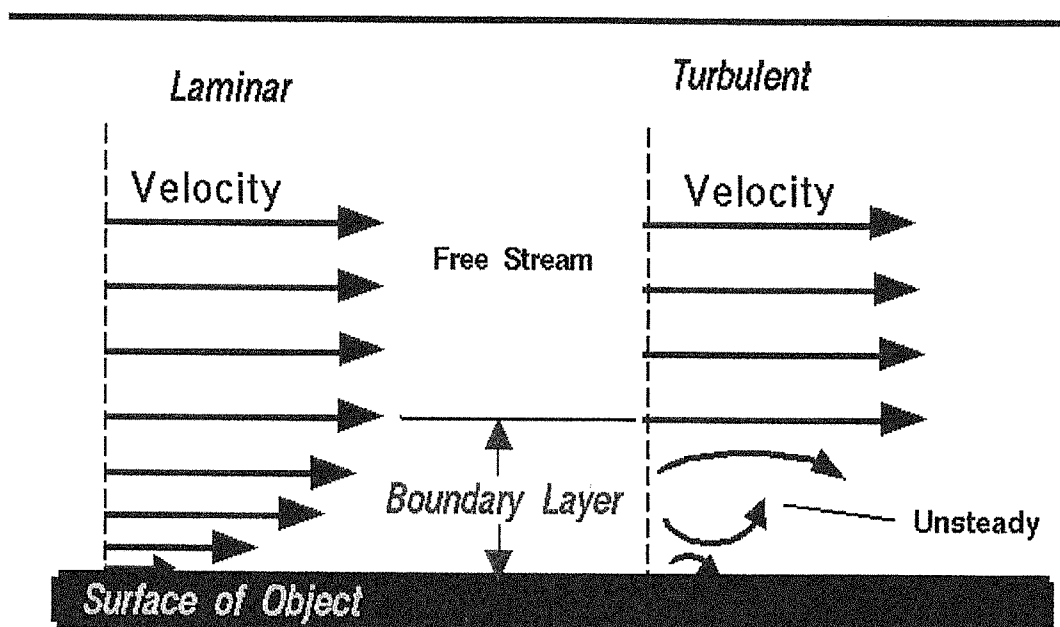 Laminar
Turbulent
Velocity
Velocity
Free Stream
Boundary Layer
Unsteady
Surface of Object